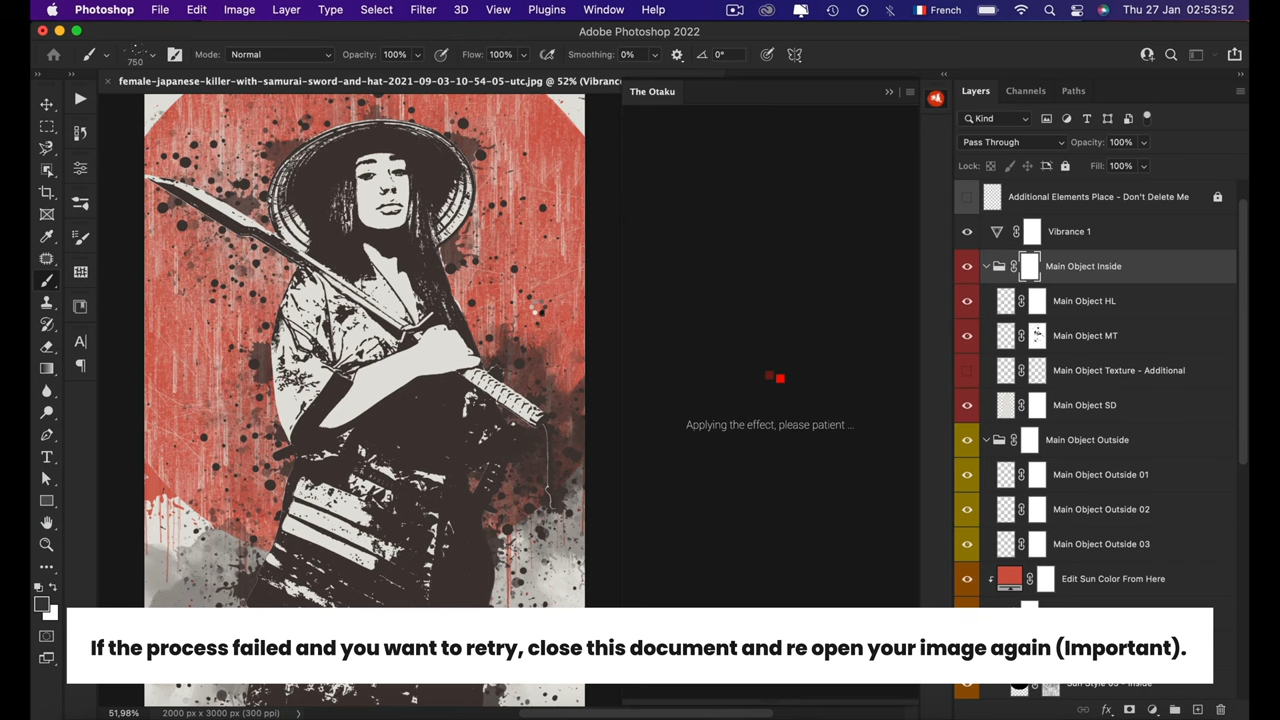 Photoshop File Edit Image Layer Type Select Filter 3D View Plugins Window Help French Thu 27 Jan 02:53:52
Adobe Photoshop 2022
750 Mode: Normal Opacity: 100% Flow: 100% Smoothing: 0% 0°
× female-japanese-killer-with-samurai-sword-and-hat-2021-09-03-10-54-05-utc.jpg @ 52% (Vibrance
The Otaku
Layers Channels Paths
Kind
Pass Through Opacity: 100%
Lock: Fill: 100%
Additional Elements Place - Don't Delete Me
Vibrance 1
Main Object Inside
Main Object HL
Main Object MT
Main Object Texture - Additional
Main Object SD
Main Object Outside
Main Object Outside 01
Main Object Outside 02
Main Object Outside 03
Edit Sun Color From Here
Applying the effect, please patient ...
If the process failed and you want to retry, close this document and re open your image again (Important).
51,98% 2000 px x 3000 px (300 ppi)